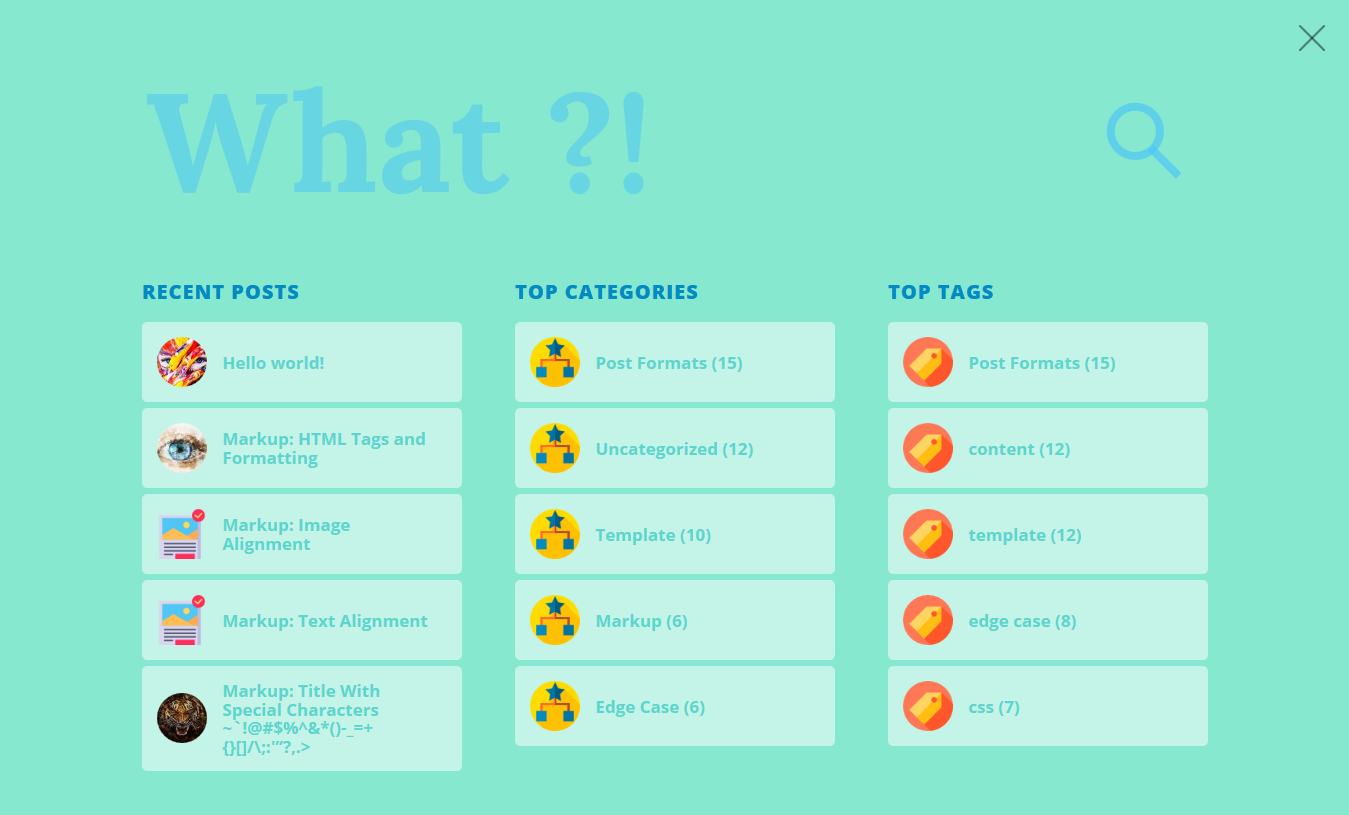 What ?!
RECENT POSTS
Hello world!
Markup: HTML Tags and
Formatting
Markup: Image
Alignment
Markup: Text Alignment
Markup: Title With
Special Characters
~`!@#$%^&*()-_=+
{}[]/\;:'"?,.>
TOP CATEGORIES
Post Formats (15)
Uncategorized (12)
Template (10)
Markup (6)
Edge Case (6)
TOP TAGS
Post Formats (15)
content (12)
template (12)
edge case (8)
css (7)